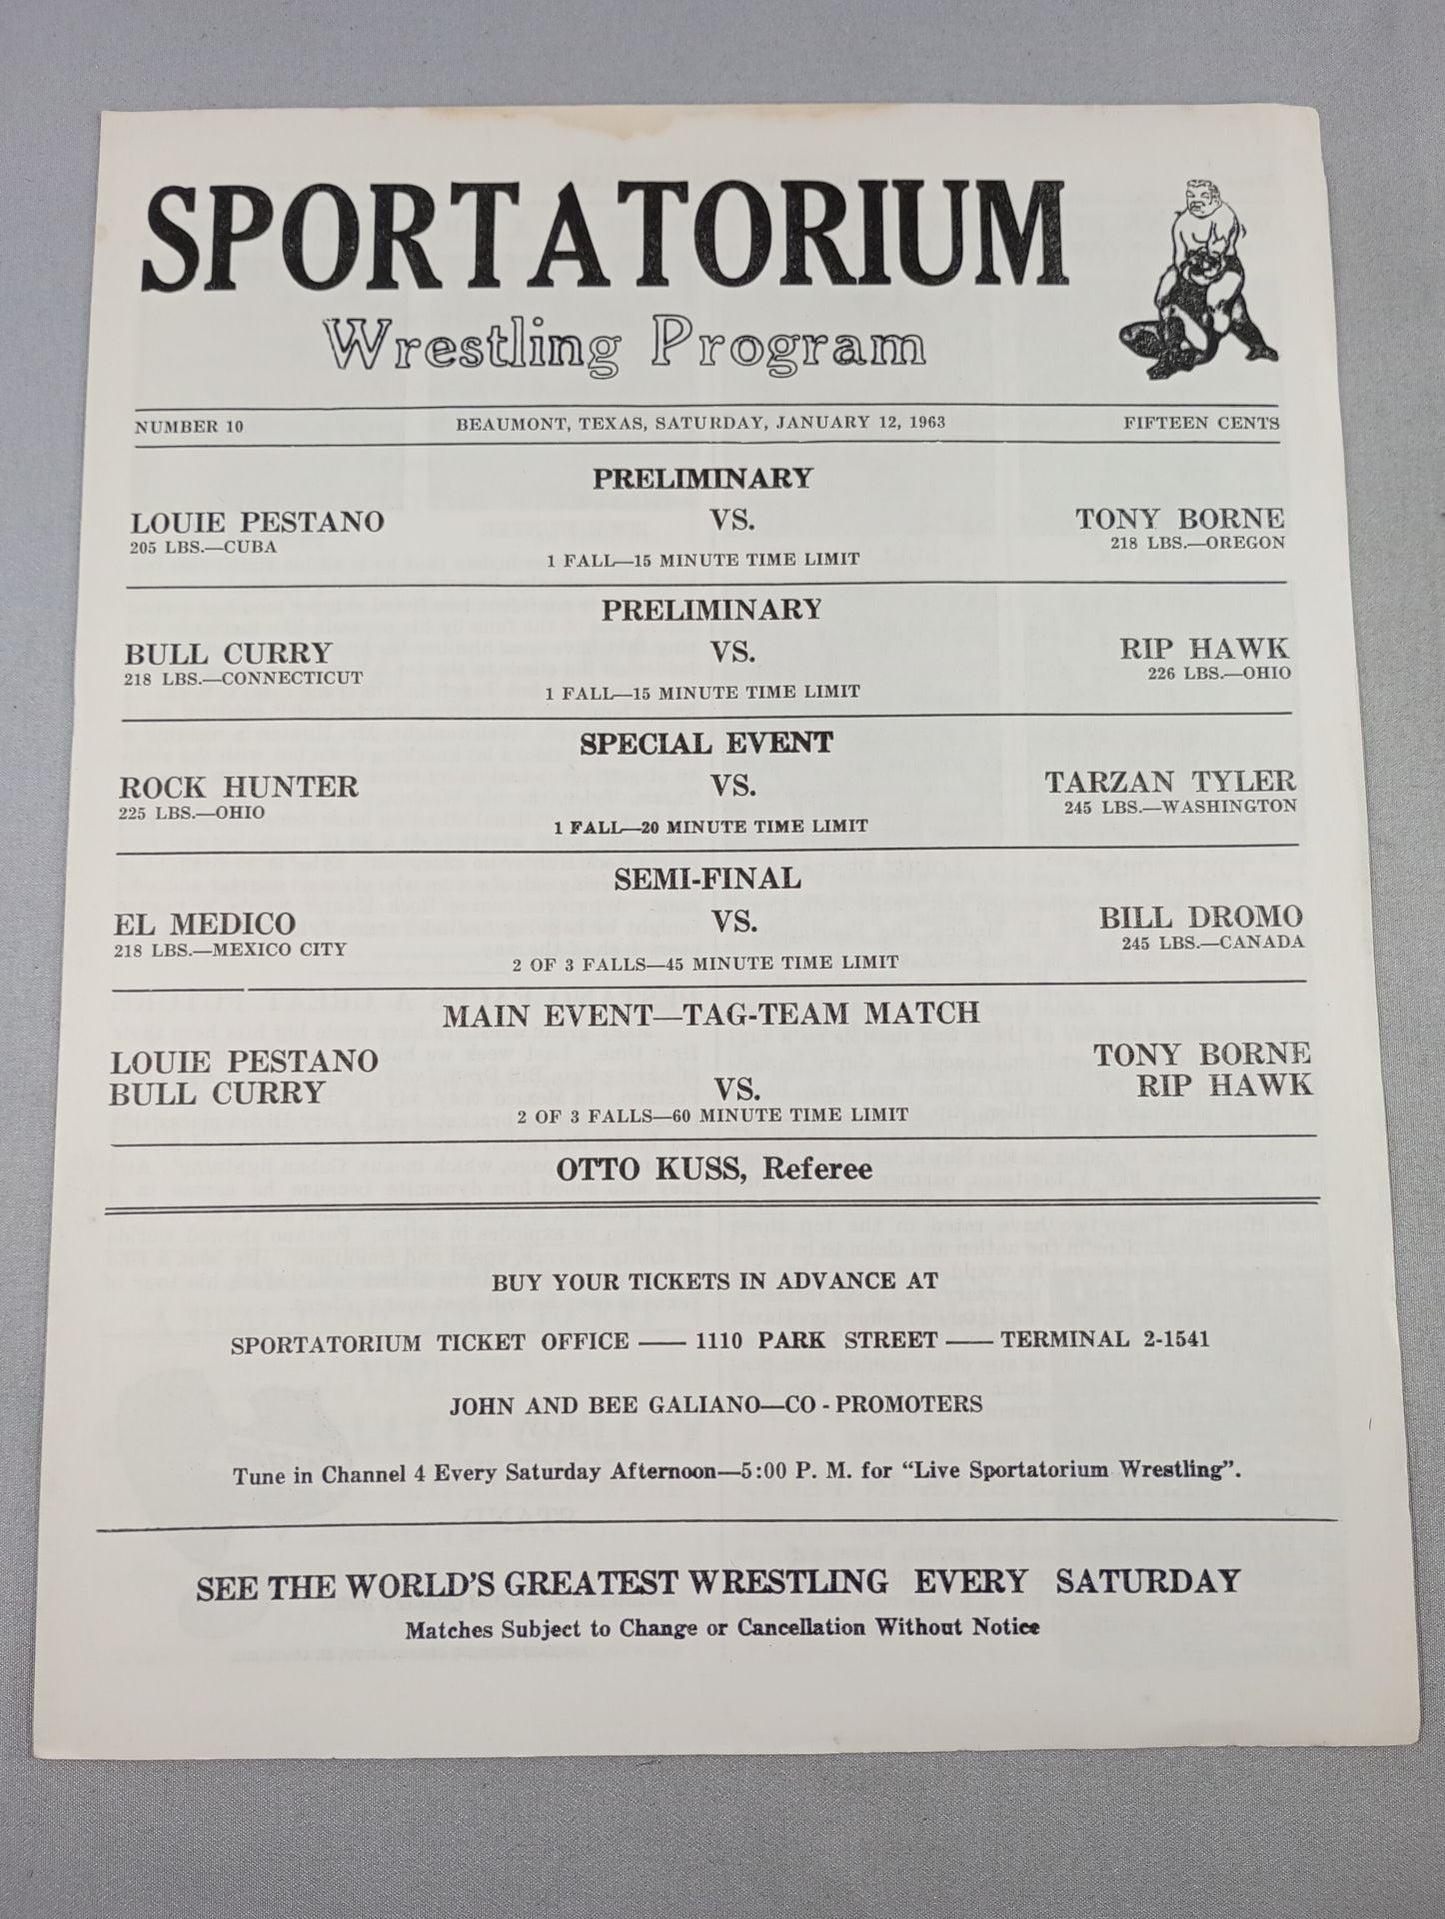 SPORTATORIUM
Wrestling Program
NUMBER 10 BEAUMONT, TEXAS, SATURDAY, JANUARY 12, 1963 FIFTEEN CENTS
PRELIMINARY
LOUIE PESTANO VS. TONY BORNE
205 LBS.—CUBA 218 LBS.—OREGON
1 FALL—15 MINUTE TIME LIMIT
PRELIMINARY
BULL CURRY VS. RIP HAWK
218 LBS.—CONNECTICUT 226 LBS.—OHIO
1 FALL—15 MINUTE TIME LIMIT
SPECIAL EVENT
ROCK HUNTER VS. TARZAN TYLER
225 LBS.—OHIO 245 LBS.—WASHINGTON
1 FALL—20 MINUTE TIME LIMIT
SEMI-FINAL
EL MEDICO VS. BILL DROMO
218 LBS.—MEXICO CITY 245 LBS.—CANADA
2 OF 3 FALLS—45 MINUTE TIME LIMIT
MAIN EVENT—TAG-TEAM MATCH
LOUIE PESTANO TONY BORNE
BULL CURRY VS. RIP HAWK
2 OF 3 FALLS—60 MINUTE TIME LIMIT
OTTO KUSS, Referee
BUY YOUR TICKETS IN ADVANCE AT
SPORTATORIUM TICKET OFFICE —— 1110 PARK STREET —— TERMINAL 2-1541
JOHN AND BEE GALIANO—CO - PROMOTERS
Tune in Channel 4 Every Saturday Afternoon—5:00 P. M. for “Live Sportatorium Wrestling”.
SEE THE WORLD'S GREATEST WRESTLING EVERY SATURDAY
Matches Subject to Change or Cancellation Without Notice